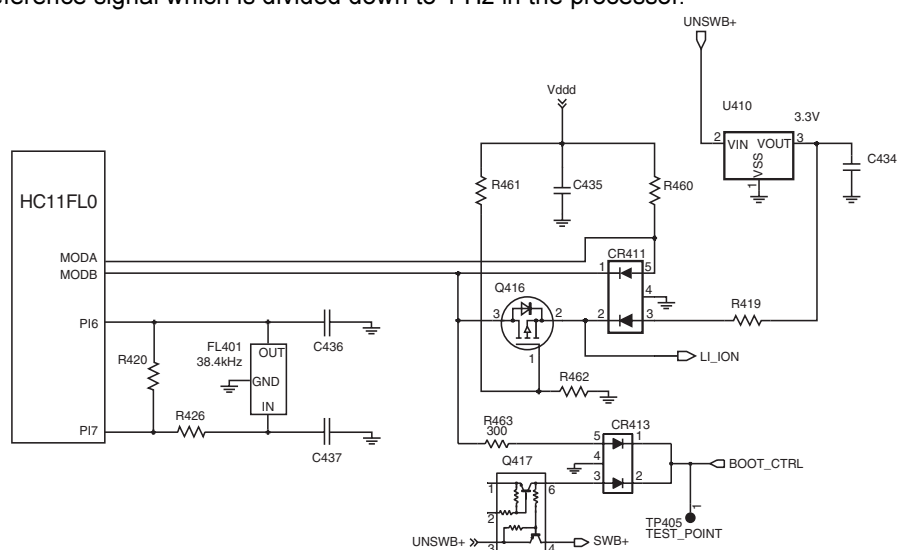 reference signal which is divided down to 1 Hz in the processor.
UNSWB+
U410
3.3V
Vddd
2
VIN
VOUT
3
VSS
1
C434
R461
C435
R460
HC11FL0
MODA
MODB
CR411
1
5
4
Q416
3
2
2
3
1
R419
LI_ION
PI6
FL401
38.4kHz
OUT
GND
IN
C436
R420
R426
PI7
C437
R462
R463
300
CR413
5
1
4
3
2
BOOT_CTRL
Q417
1
6
2
3
4
UNSWB+
SWB+
1
TP405
TEST_POINT